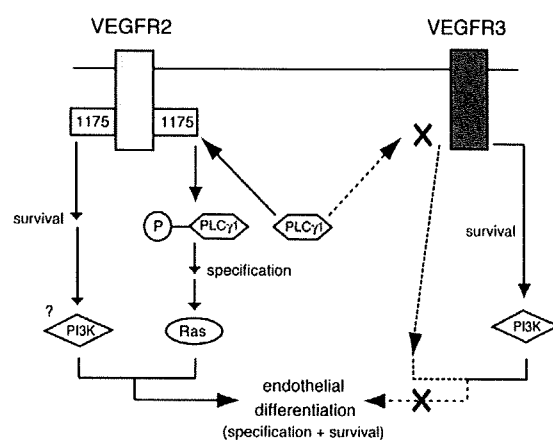 VEGFR2
VEGFR3
1175
1175
X
survival
P
PLCγ1
PLCγ1
survival
specification
?
PI3K
Ras
PI3K
endothelial
X
differentiation
(specification + survival)